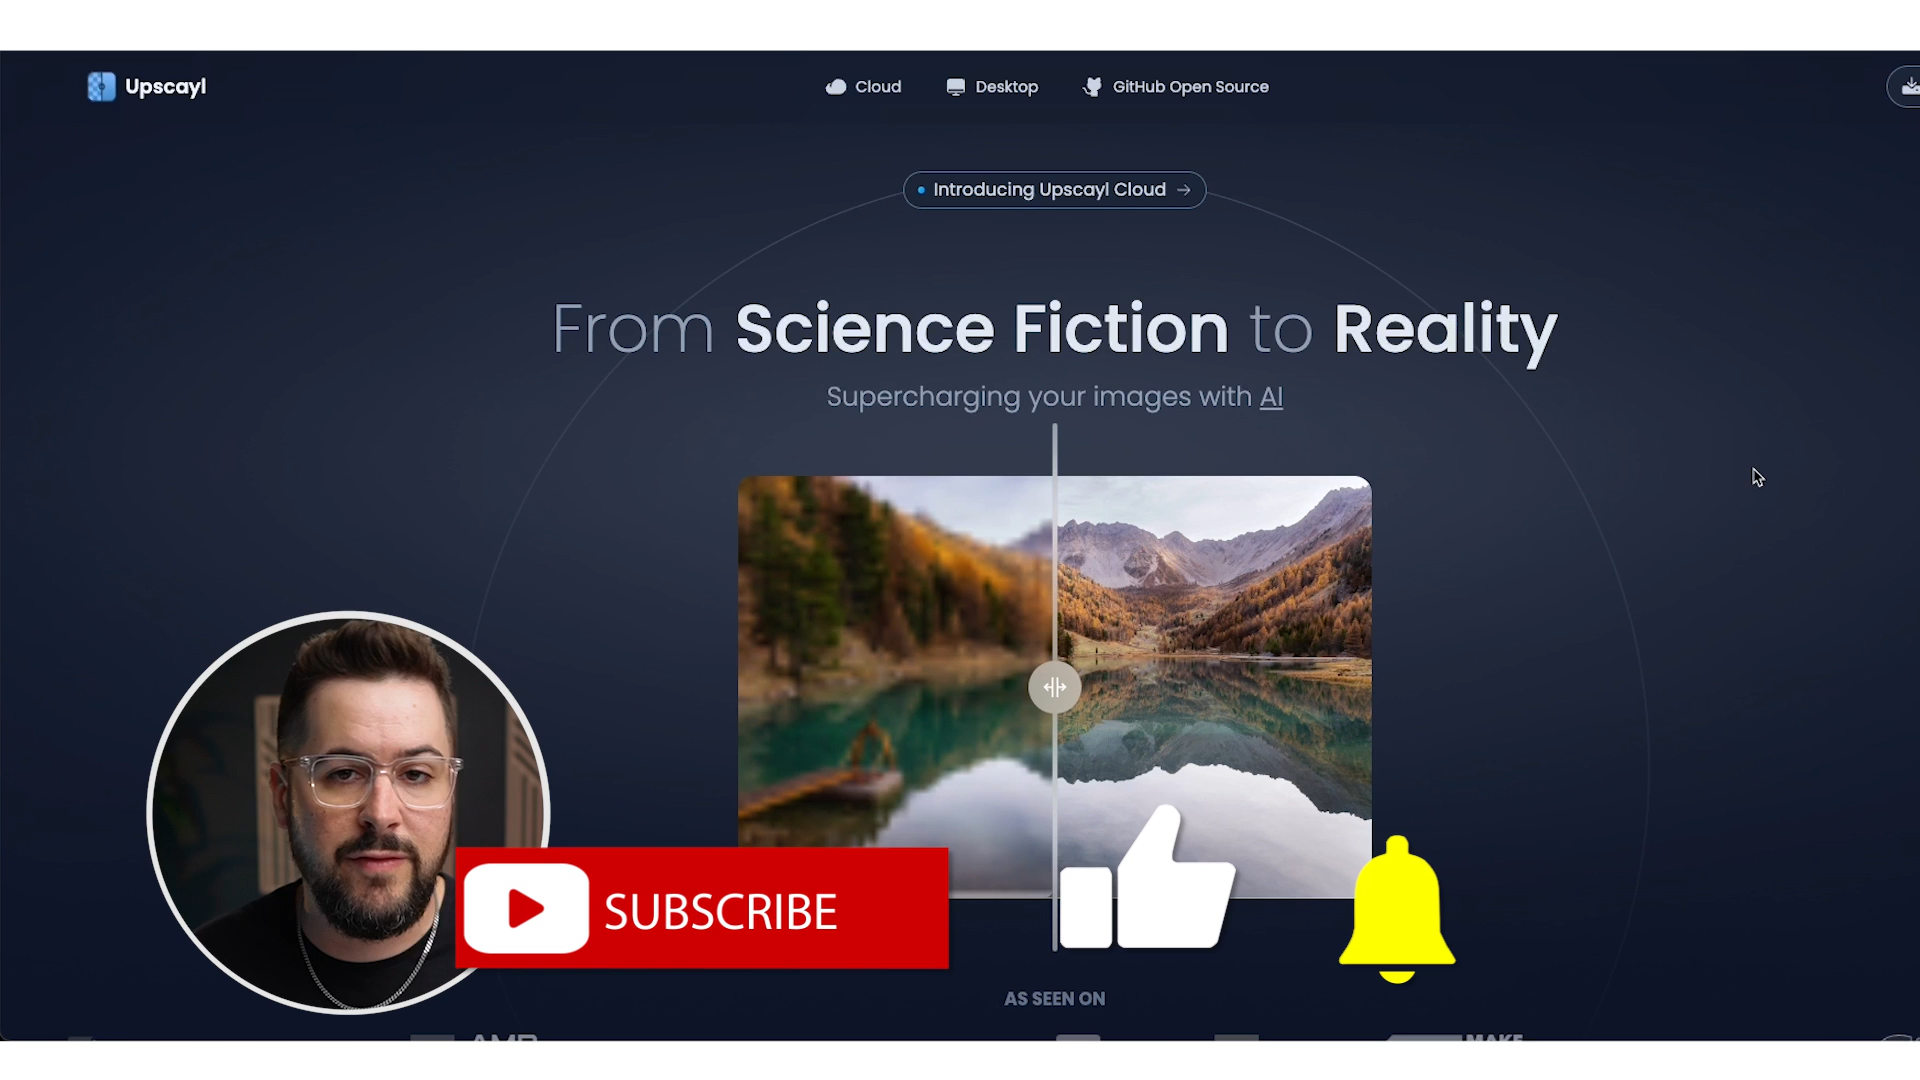 Upscayl
Cloud
Desktop
GitHub Open Source
Introducing Upscayl Cloud →
From Science Fiction to Reality
Supercharging your images with AI
SUBSCRIBE
AS SEEN ON